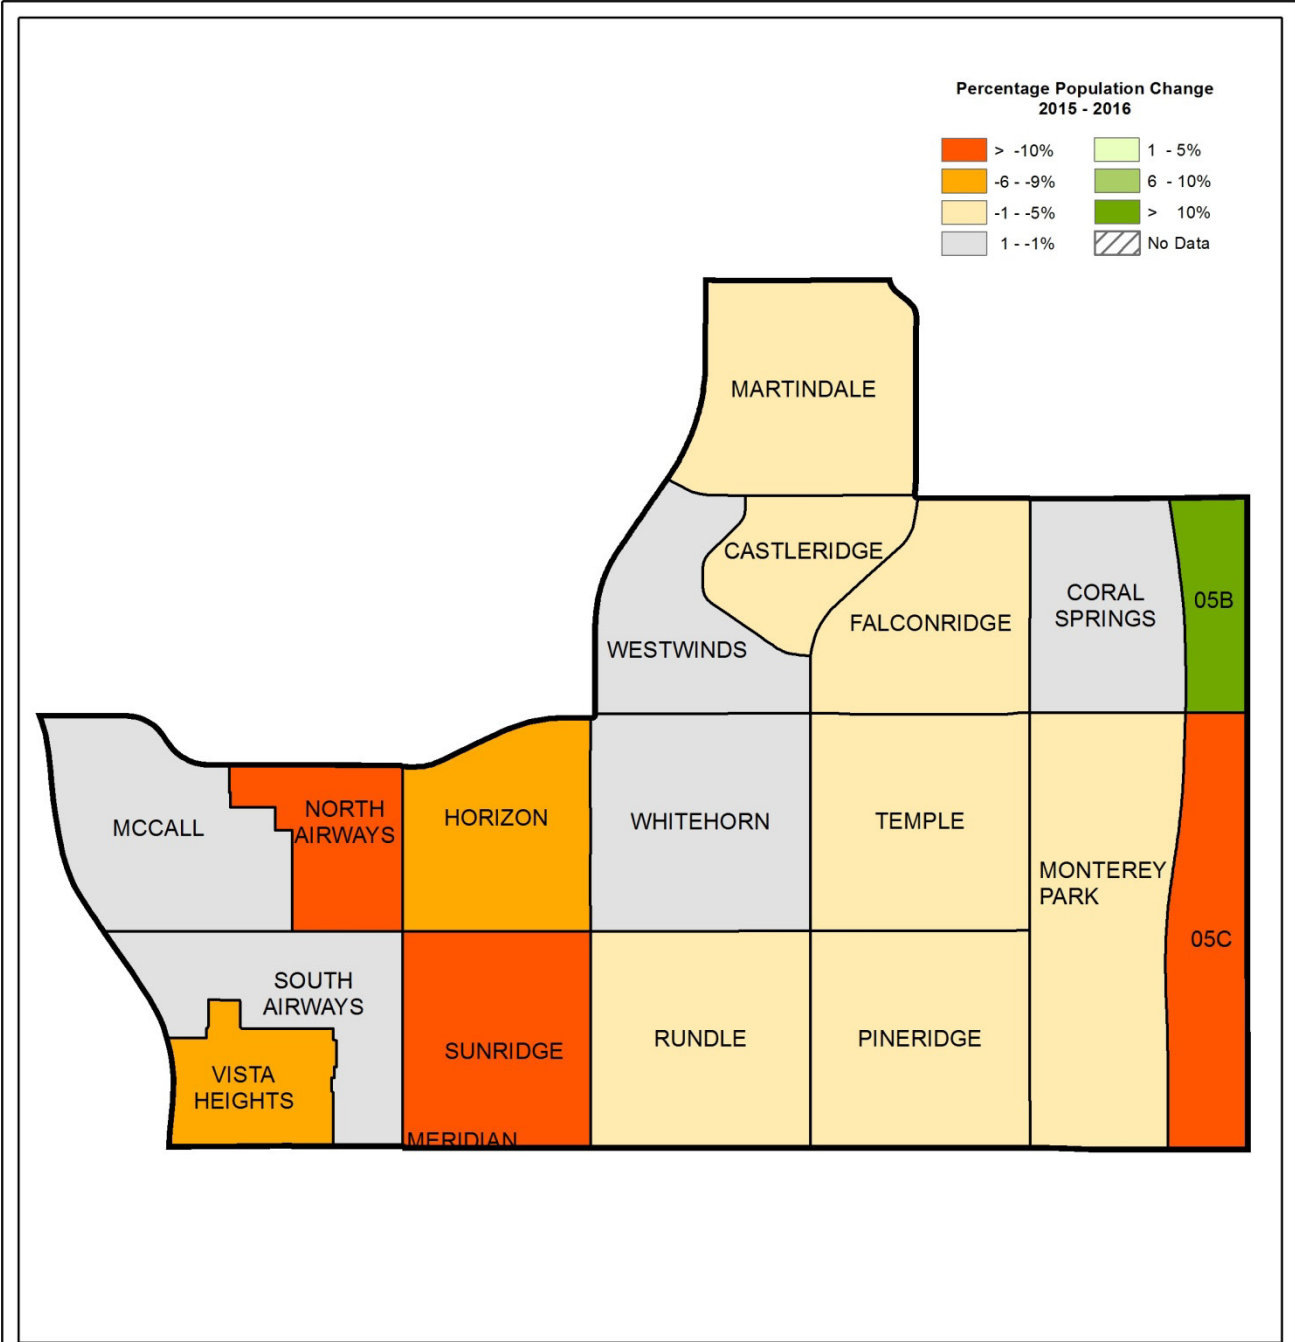 Percentage Population Change
2015 - 2016
> -10%
-6 - -9%
-1 - -5%
1 - -1%
1 - 5%
6 - 10%
> 10%
No Data
MARTINDALE
CASTLERIDGE
CORAL
SPRINGS
05B
FALCONRIDGE
WESTWINDS
NORTH
AIRWAYS
HORIZON
MCCALL
WHITEHORN
TEMPLE
MONTEREY
PARK
05C
SOUTH
AIRWAYS
SUNRIDGE
RUNDLE
PINERIDGE
VISTA
HEIGHTS
MERIDIAN